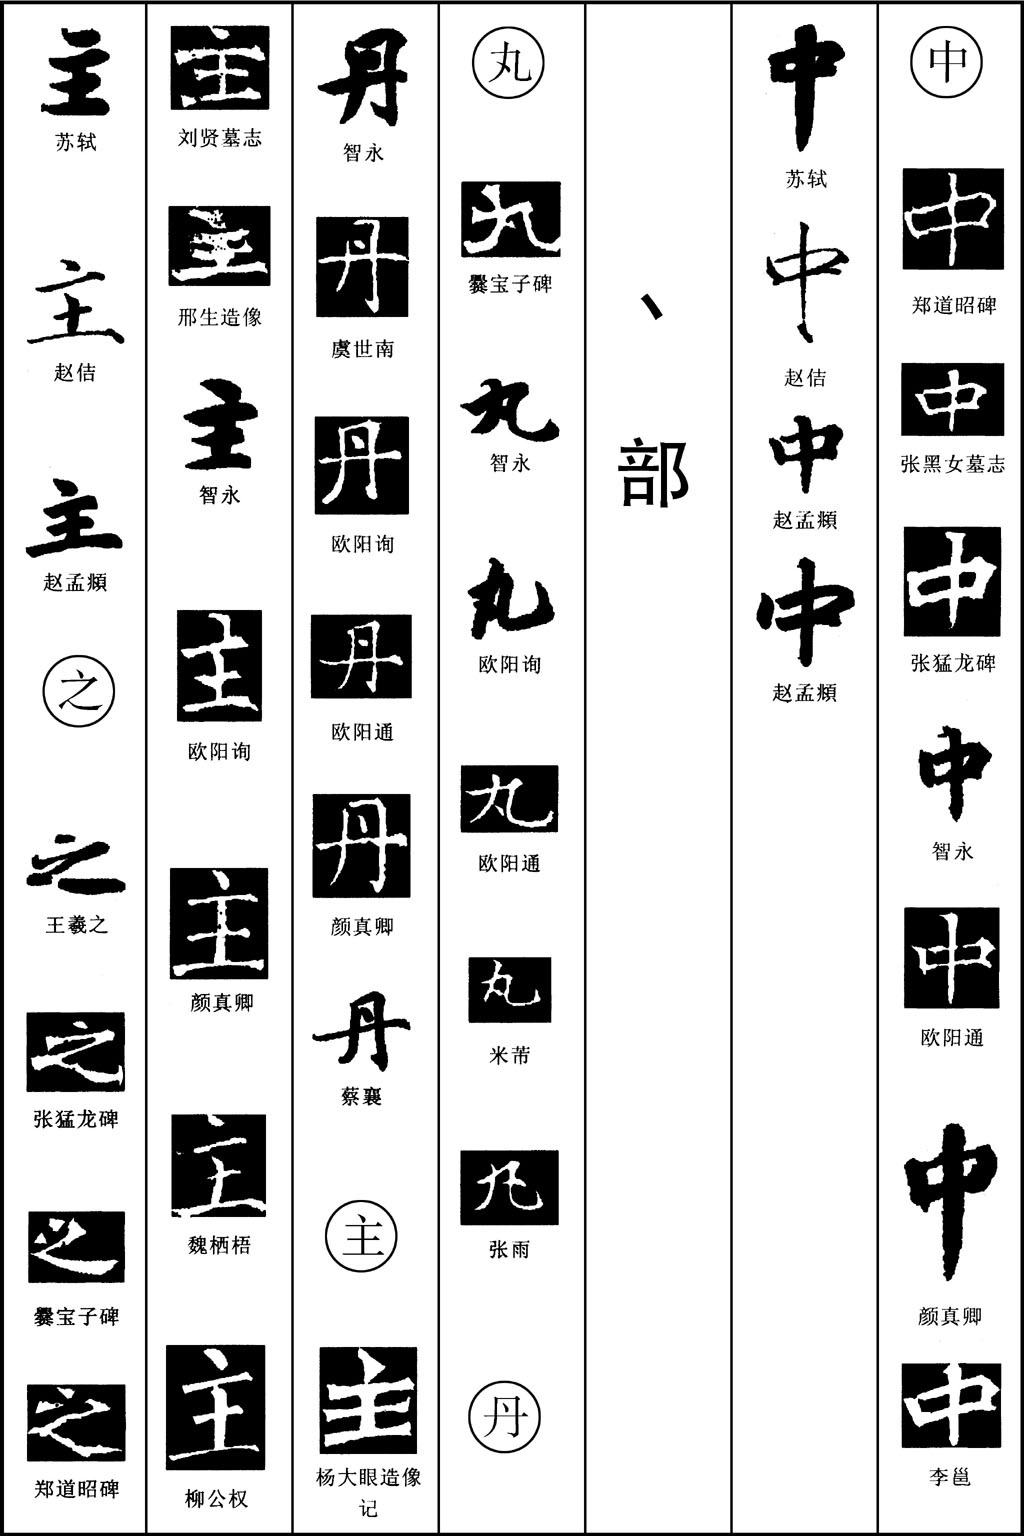 中
中
郑道昭碑
中
张黑女墓志
中
张猛龙碑
中
智永
中
欧阳通
中
颜真卿
中
李邕
中
苏轼
中
赵佶
中
赵孟頫
中
赵孟頫
丶
部
丸
丸
爨宝子碑
丸
智永
丸
欧阳询
丸
欧阳通
丸
米芾
丸
张雨
丹
丹
智永
丹
虞世南
丹
欧阳询
丹
欧阳通
丹
颜真卿
丹
蔡襄
主
主
杨大眼造像
记
主
刘贤墓志
主
邢生造像
主
智永
主
欧阳询
主
颜真卿
主
魏栖梧
主
柳公权
主
苏轼
主
赵佶
主
赵孟頫
之
之
王羲之
之
张猛龙碑
之
爨宝子碑
之
郑道昭碑